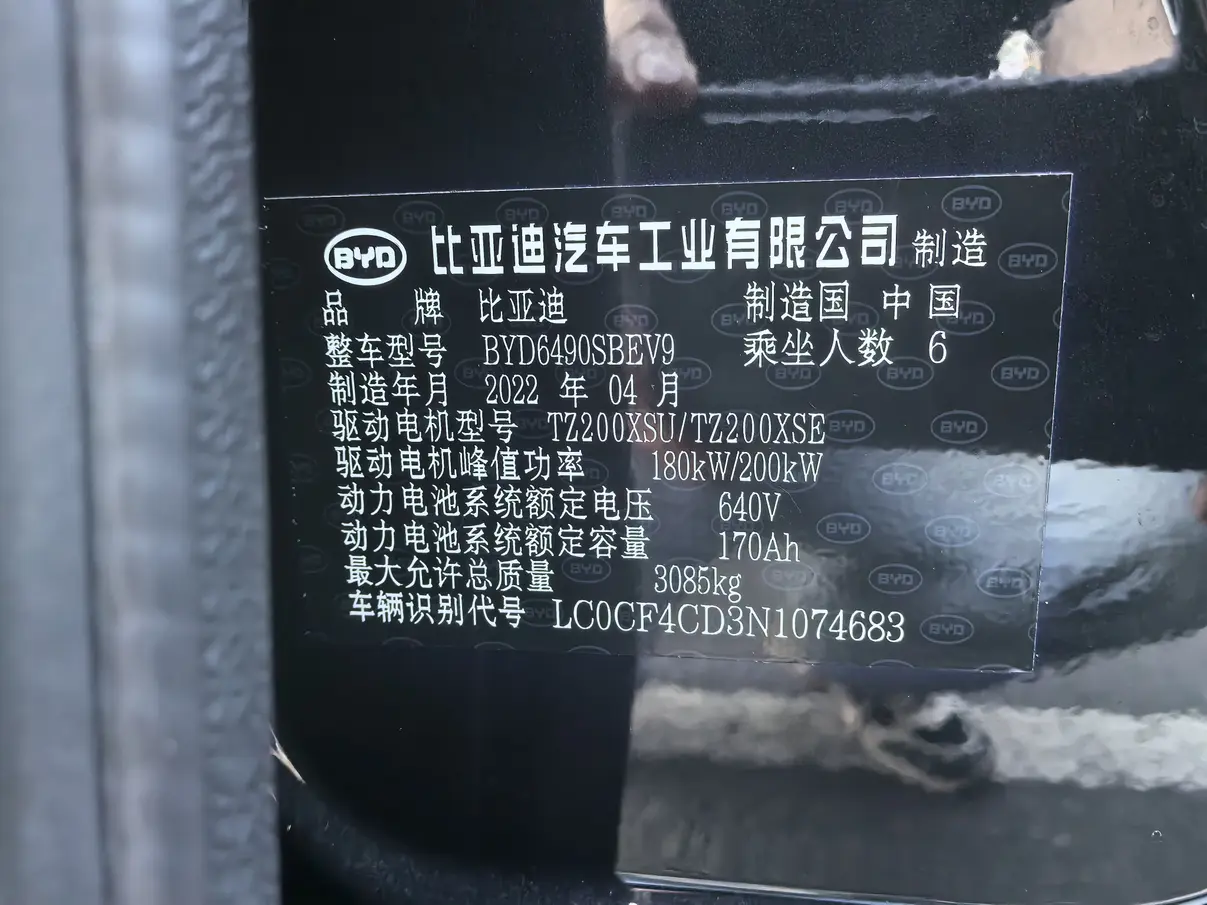 BYD 比亚迪汽车工业有限公司 制造
品牌 比亚迪 制造国 中国
整车型号 BYD6490SBEV9 乘坐人数 6
制造年月 2022 年 04 月
驱动电机型号 TZ200XSU/TZ200XSE
驱动电机峰值功率 180kW/200kW
动力电池系统额定电压 640V
动力电池系统额定容量 170Ah
最大允许总质量 3085kg
车辆识别代号 LC0CF4CD3N1074683